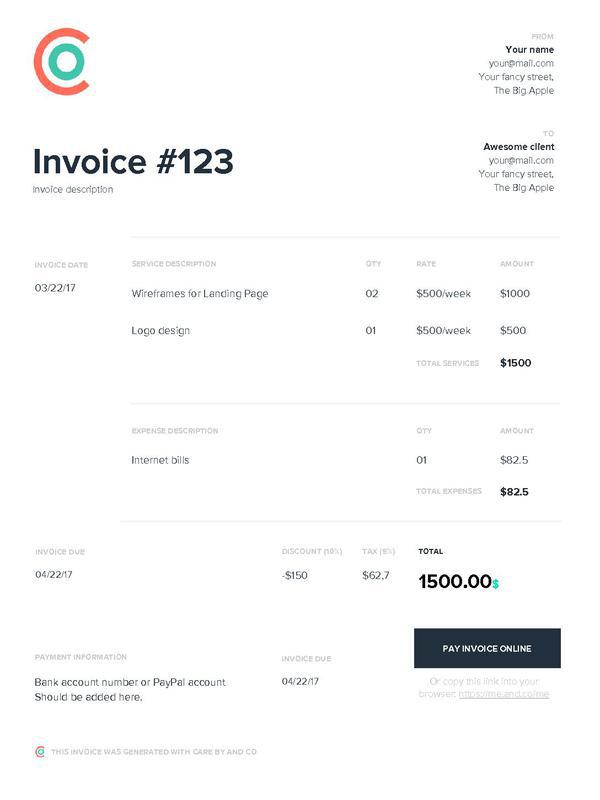 FROM
Your name
your@mail.com
Your fancy street,
The Big Apple
TO
Awesome client
your@mail.com
Your fancy street,
The Big Apple
Invoice #123
Invoice description
INVOICE DATE
03/22/17
SERVICE DESCRIPTION QTY RATE AMOUNT
Wireframes for Landing Page 02 $500/week $1000
Logo design 01 $500/week $500
TOTAL SERVICES $1500
EXPENSE DESCRIPTION QTY AMOUNT
Internet bills 01 $82.5
TOTAL EXPENSES $82.5
INVOICE DUE DISCOUNT (10%) TAX (5%) TOTAL
04/22/17 -$150 $62,7 1500.00$
PAYMENT INFORMATION INVOICE DUE PAY INVOICE ONLINE
Bank account number or PayPal account 04/22/17 Or copy this link into your
Should be added here. browser: https://me.and.co/me
THIS INVOICE WAS GENERATED WITH CARE BY AND CO